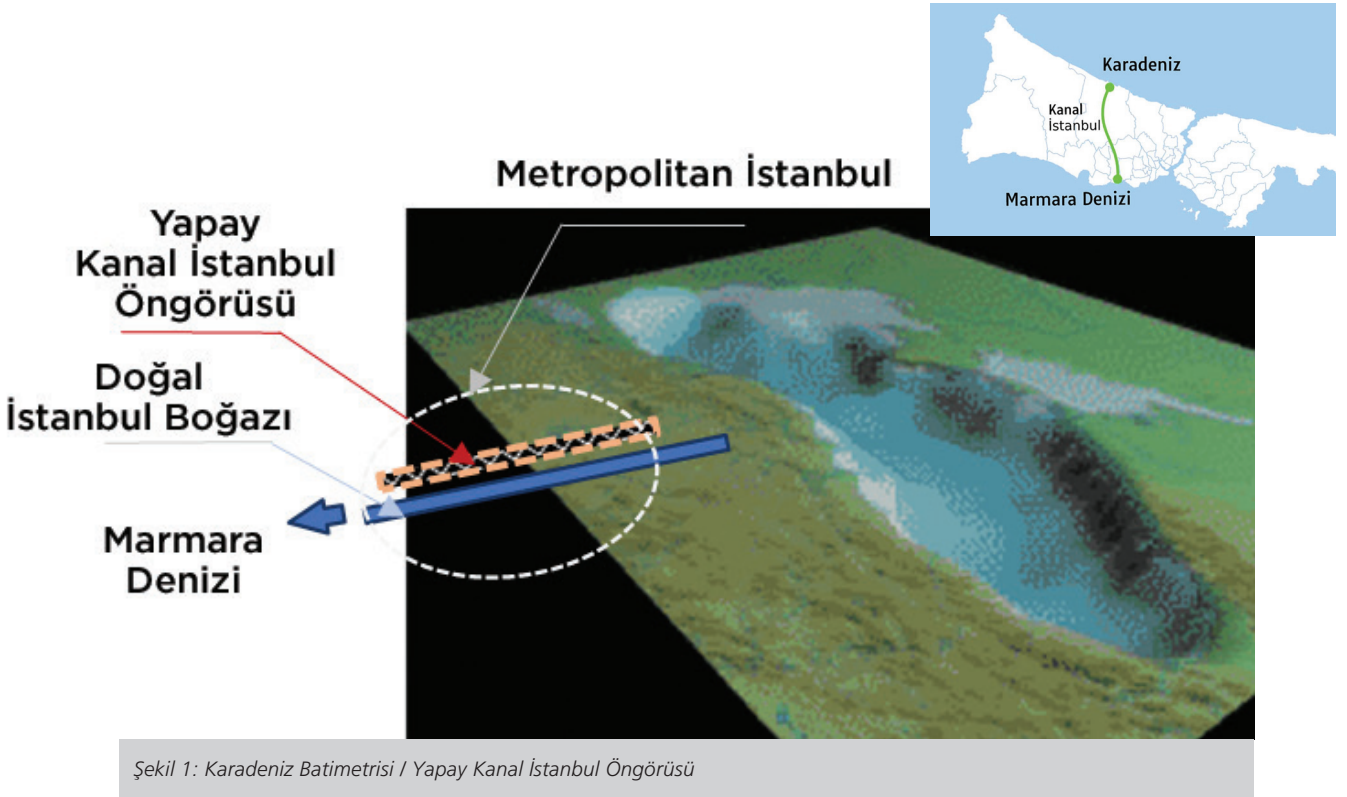 Karadeniz
Kanal
İstanbul
Marmara Denizi
Metropolitan İstanbul
Yapay
Kanal İstanbul
Öngörüsü
Doğal
İstanbul Boğazı
Marmara
Denizi
Şekil 1: Karadeniz Batimetrisi / Yapay Kanal İstanbul Öngörüsü